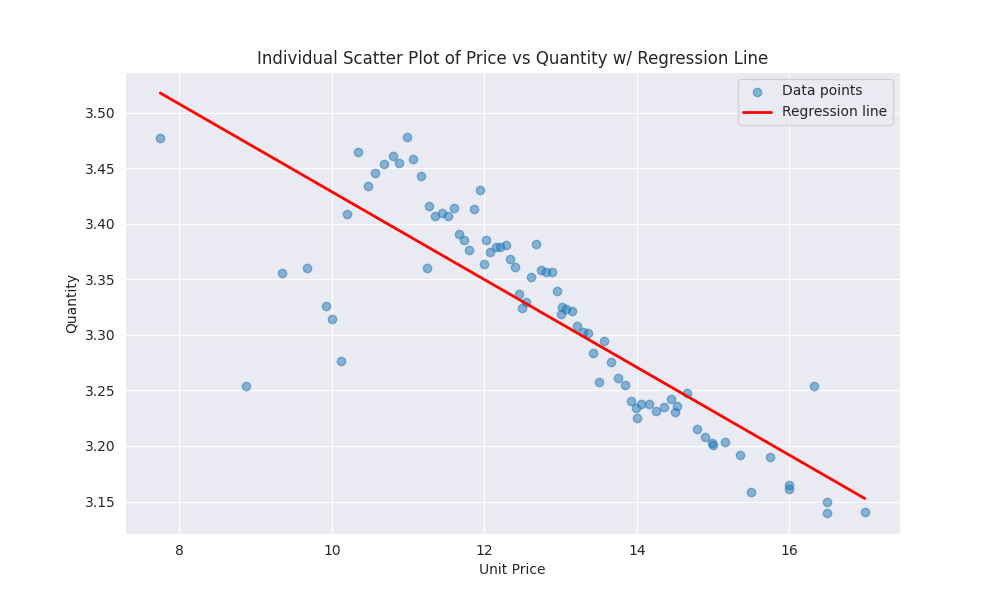 Individual Scatter Plot of Price vs Quantity w/ Regression Line
Data points
Regression line
3.50
3.45
3.40
3.35
3.30
3.25
3.20
3.15
Quantity
8 10 12 14 16
Unit Price